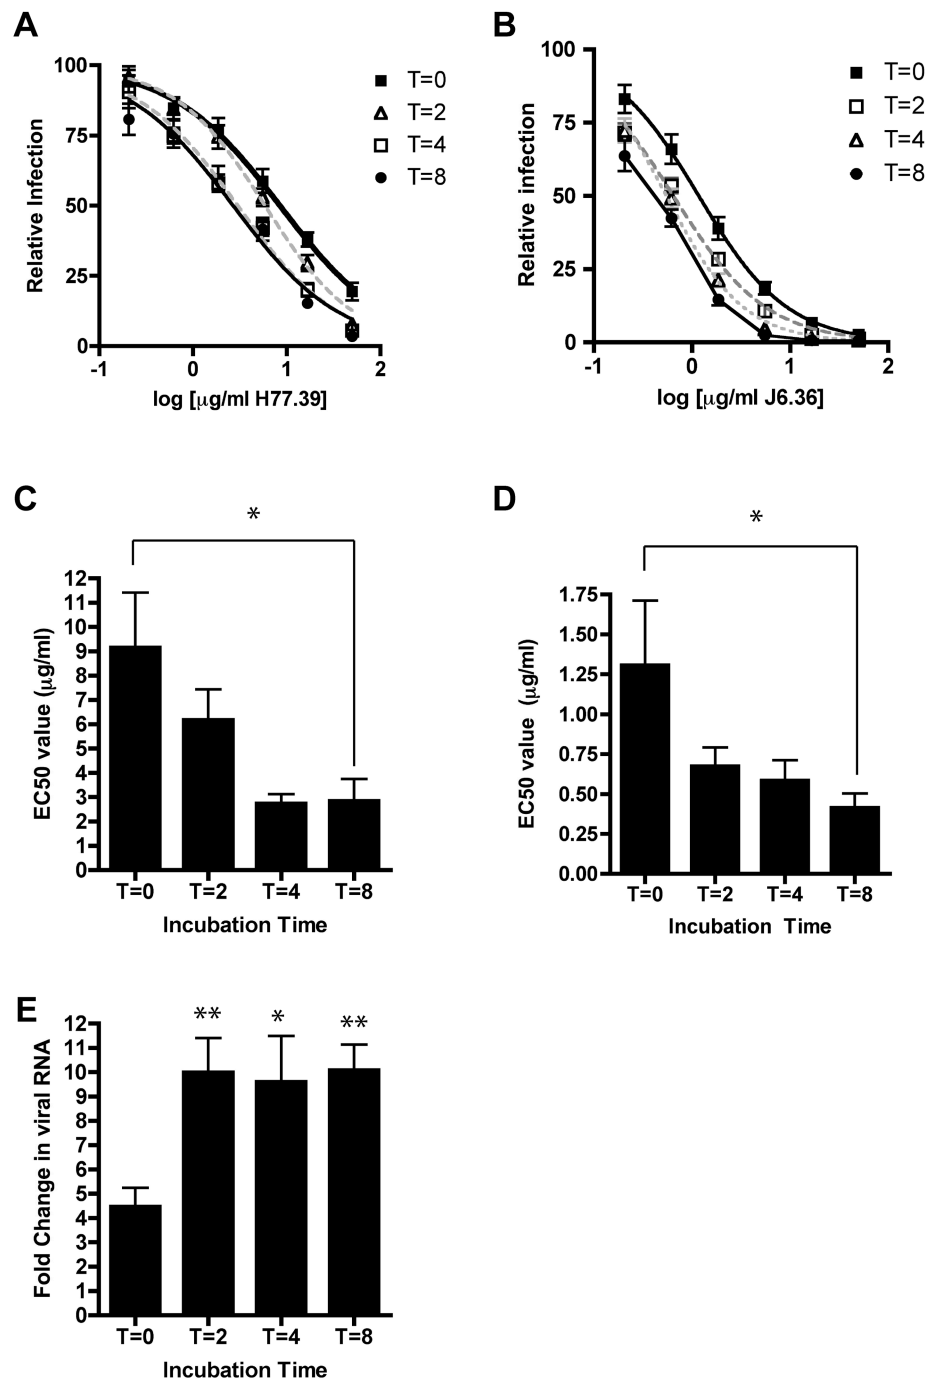 A
100
75
50
25
0
Relative Infection
-1
0
1
2
log [μg/ml H77.39]
T=0
T=2
T=4
T=8
B
100
75
50
25
0
Relative infection
-1
0
1
2
log [μg/ml J6.36]
T=0
T=2
T=4
T=8
C
*
12
11
10
9
8
7
6
5
4
3
2
1
0
EC50 value (μg/ml)
T=0 T=2 T=4 T=8
Incubation Time
D
*
1.75
1.50
1.25
1.00
0.75
0.50
0.25
0.00
EC50 value (μg/ml)
T=0 T=2 T=4 T=8
Incubation Time
E
** * **
12
11
10
9
8
7
6
5
4
3
2
1
0
Fold Change in viral RNA
T=0 T=2 T=4 T=8
Incubation Time